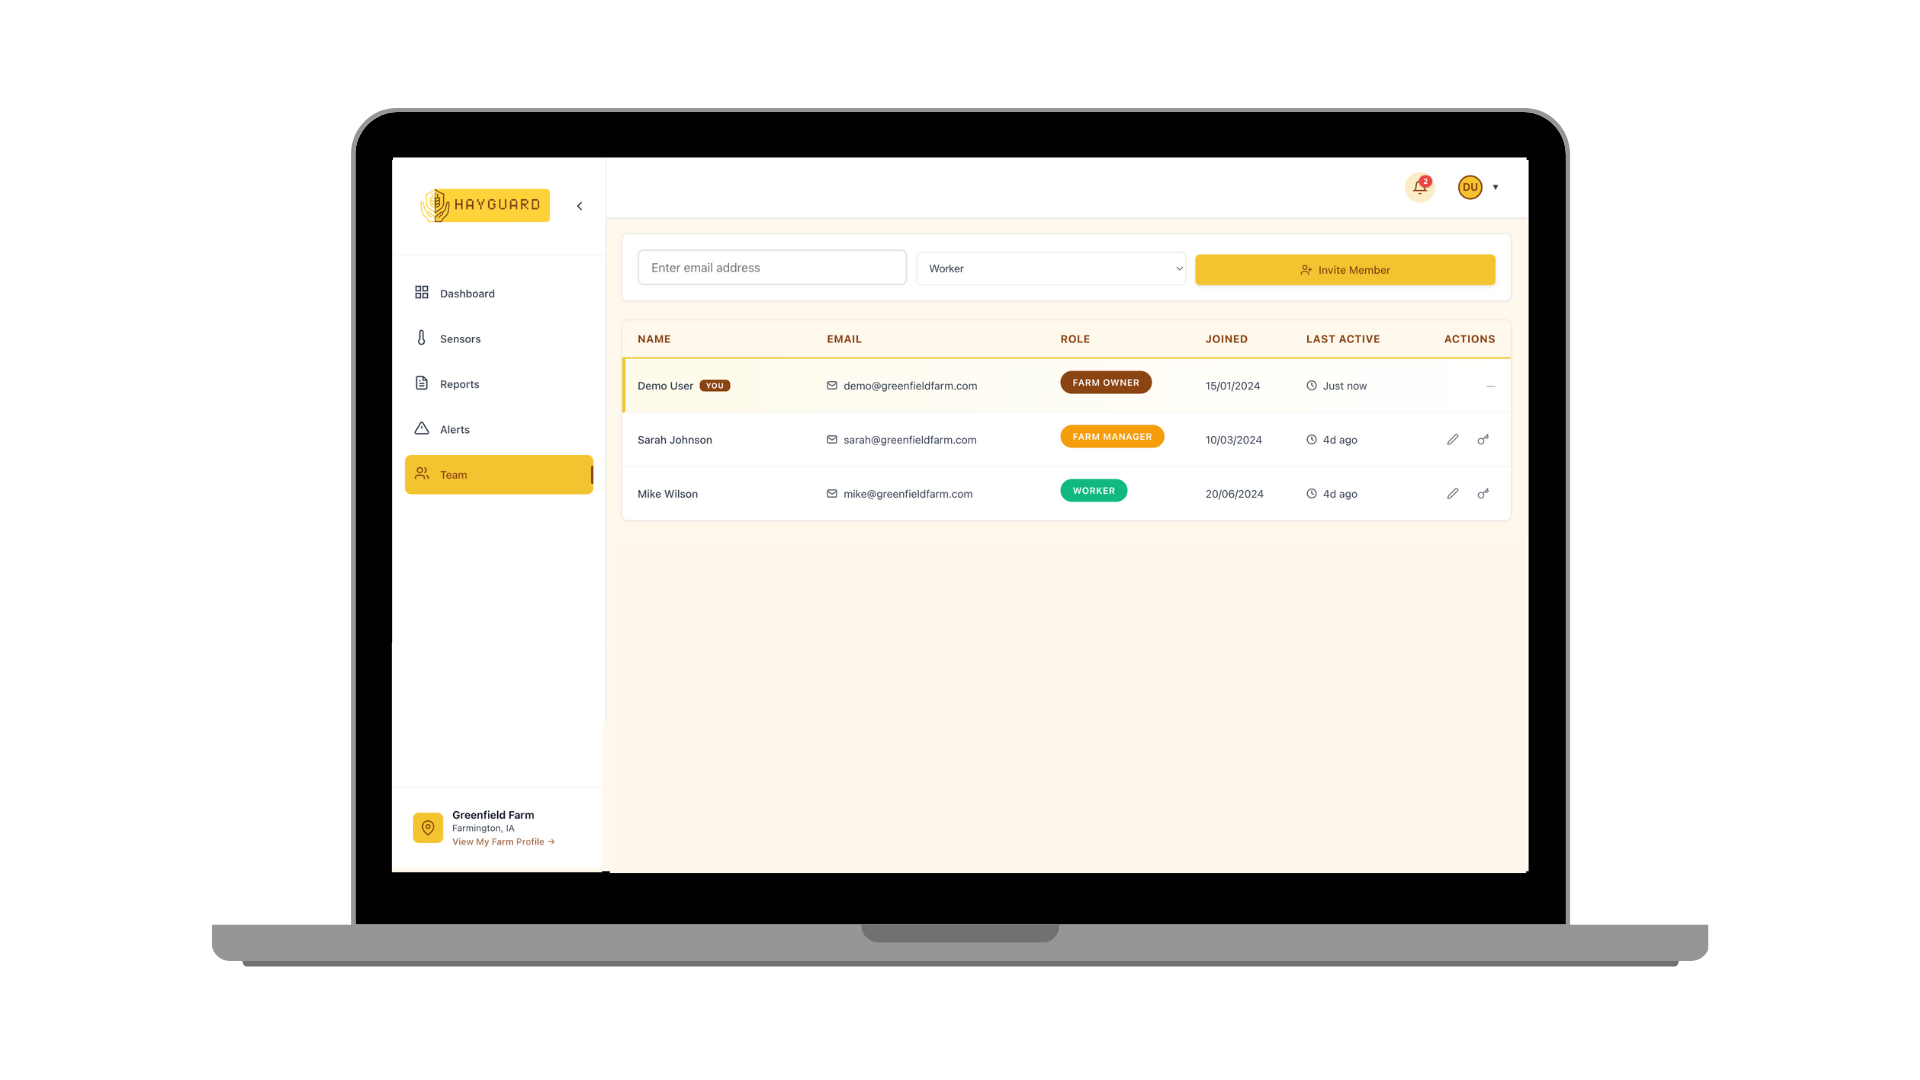 HAYGUARD
2
DU
Dashboard
Sensors
Reports
Alerts
Team
Greenfield Farm
Farmington, IA
View My Farm Profile →
Enter email address
Worker
Invite Member
NAME EMAIL ROLE JOINED LAST ACTIVE ACTIONS
Demo User YOU demo@greenfieldfarm.com FARM OWNER 15/01/2024 Just now —
Sarah Johnson sarah@greenfieldfarm.com FARM MANAGER 10/03/2024 4d ago
Mike Wilson mike@greenfieldfarm.com WORKER 20/06/2024 4d ago